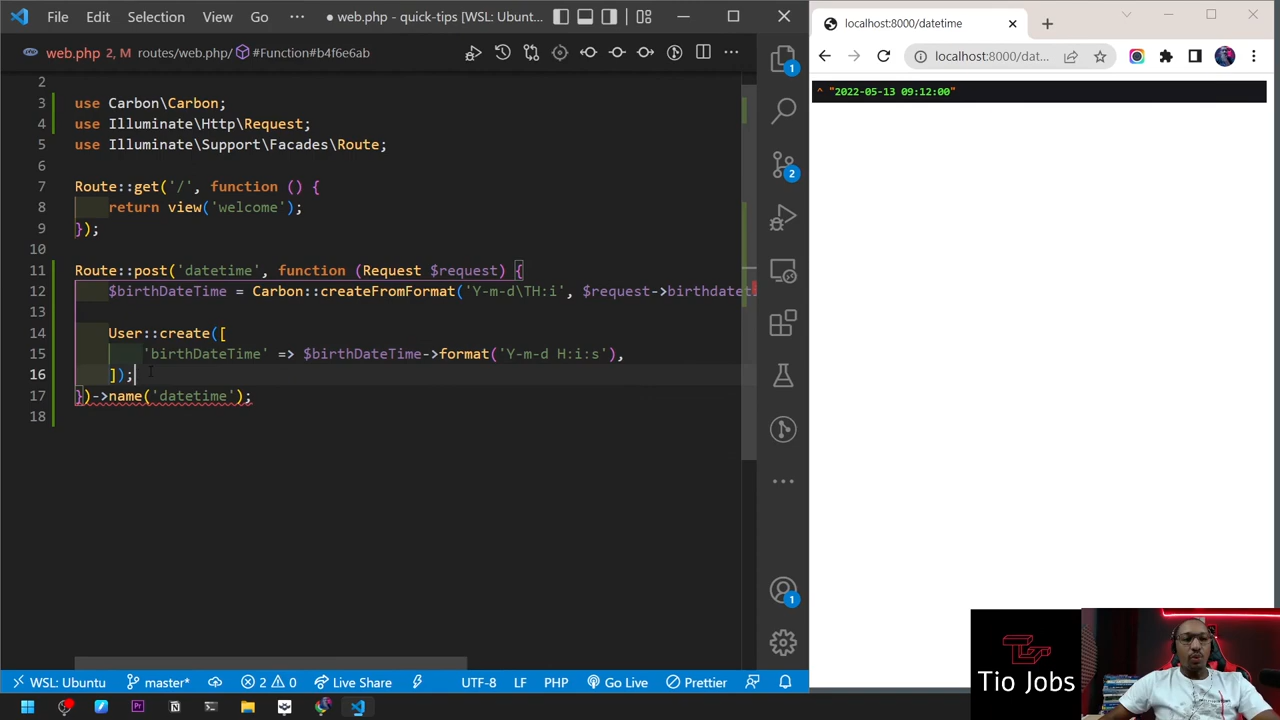 File Edit Selection View Go ··· ● web.php - quick-tips [WSL: Ubuntu...
web.php 2, M routes/web.php/ #Function#b4f6e6ab
2
3 use Carbon\Carbon;
4 use Illuminate\Http\Request;
5 use Illuminate\Support\Facades\Route;
6
7 Route::get('/', function () {
8 return view('welcome');
9 });
10
11 Route::post('datetime', function (Request $request) {
12 $birthDateTime = Carbon::createFromFormat('Y-m-d\TH:i', $request->birthdatet
13
14 User::create([
15 'birthDateTime' => $birthDateTime->format('Y-m-d H:i:s'),
16 ]);
17 })->name('datetime');
18
WSL: Ubuntu master* 2 0 Live Share UTF-8 LF PHP Go Live Prettier
1
2
1
localhost:8000/datetime
localhost:8000/dat...
^ "2022-05-13 09:12:00"
Tio Jobs